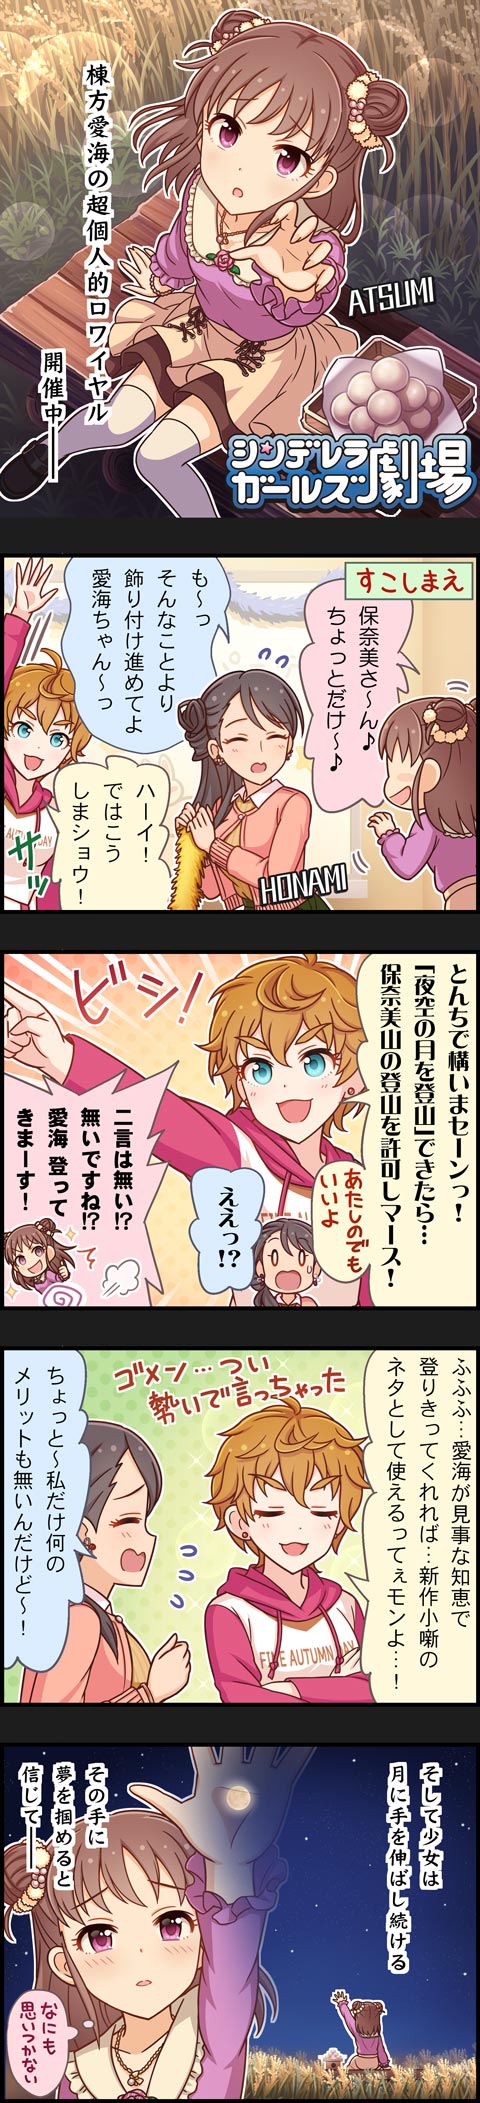 棟方愛海の超個人的ロワイヤル
開催中――
ATSUMI
シンデレラ
ガールズ劇場
すこしまえ
保奈美さ〜ん♪
ちょっとだけ〜♪
も〜っ
そんなことより
飾り付け進めてよ
愛海ちゃん〜っ
ハーイ！
ではこう
しまショウ！
サッ
AUTUMN DAY
HONAMI
とんちで構いまセーンっ！
「夜空の月を登山」できたら…
保奈美山の登山を許可しマース！
ビシ！
あたしのでも
いいよ
ええっ!?
二言は無い!?
無いですね!?
愛海 登って
きまーす！
ふふふ…愛海が見事な知恵で
登りきってくれれば…新作小噺の
ネタとして使えるってぇモンよ…！
ゴメン…つい
勢いで言っちゃった
ちょっと〜私だけ何の
メリットも無いんだけど〜！
FINE AUTUMN DAY
そして少女は
月に手を伸ばし続ける
その手に
夢を掴めると
信じて――
なにも
思いつかない